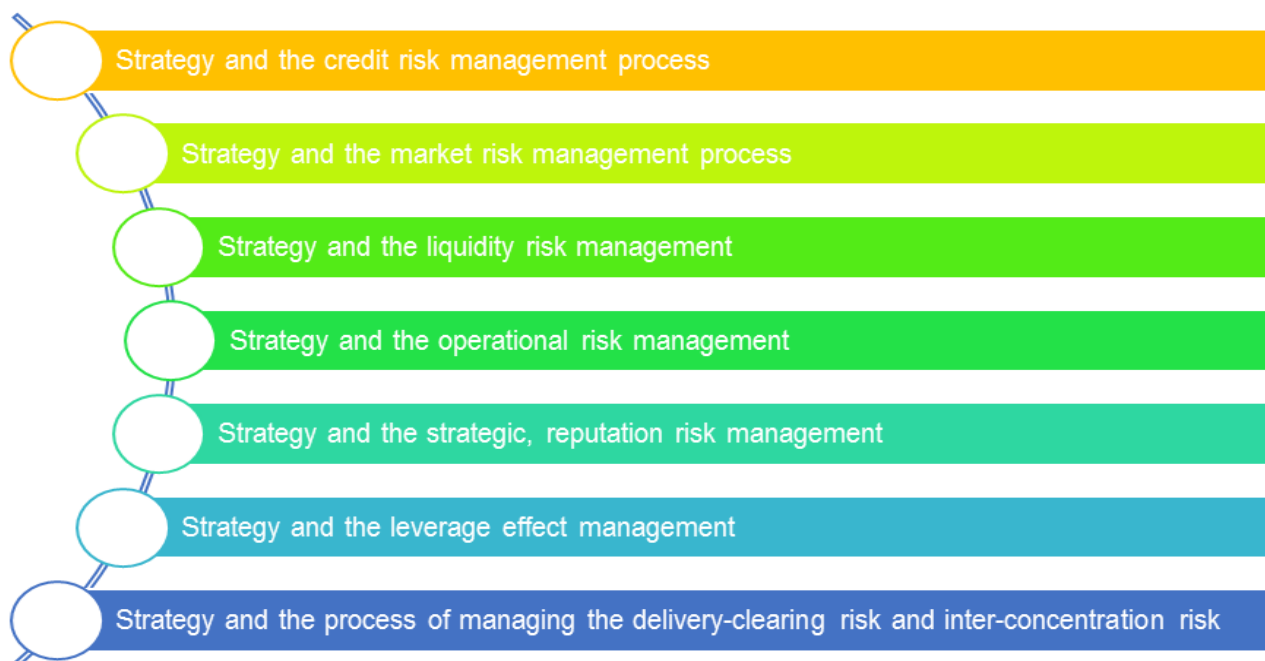 Strategy and the credit risk management process
Strategy and the market risk management process
Strategy and the liquidity risk management
Strategy and the operational risk management
Strategy and the strategic, reputation risk management
Strategy and the leverage effect management
Strategy and the process of managing the delivery-clearing risk and inter-concentration risk